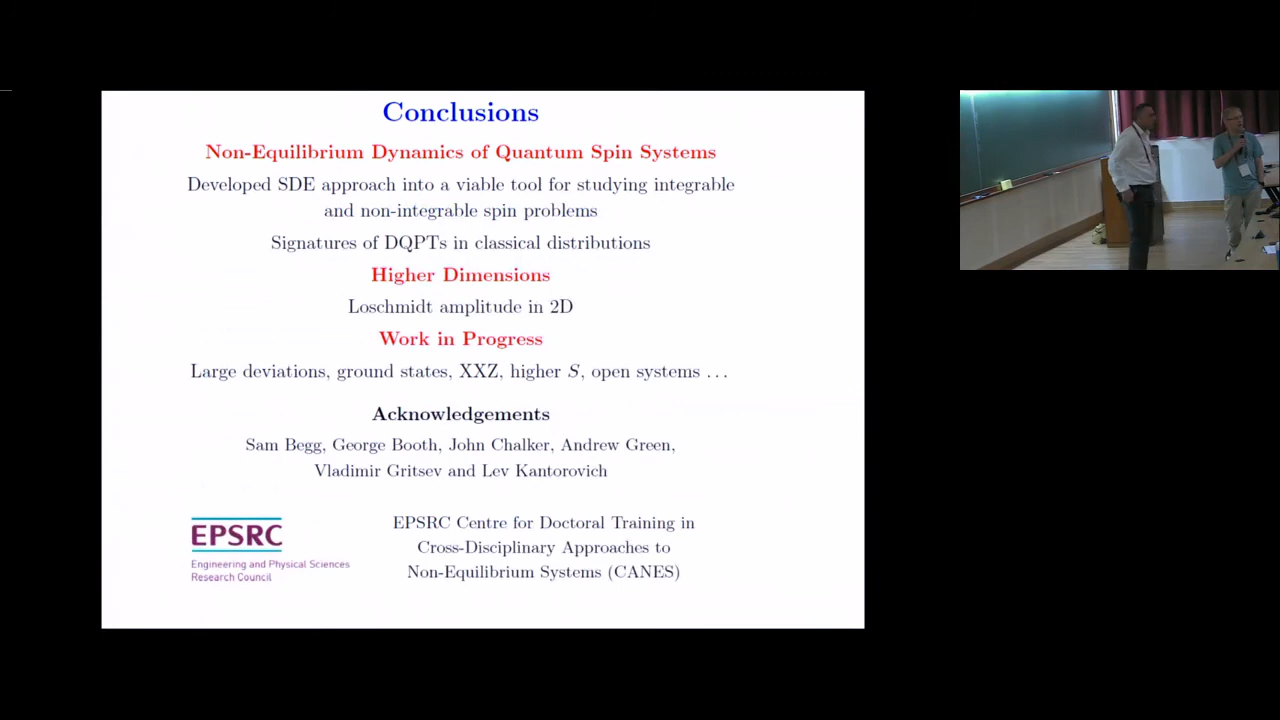 Conclusions
Non-Equilibrium Dynamics of Quantum Spin Systems
Developed SDE approach into a viable tool for studying integrable
and non-integrable spin problems
Signatures of DQPTs in classical distributions
Higher Dimensions
Loschmidt amplitude in 2D
Work in Progress
Large deviations, ground states, XXZ, higher S, open systems ...
Acknowledgements
Sam Begg, George Booth, John Chalker, Andrew Green,
Vladimir Gritsev and Lev Kantorovich
EPSRC
Engineering and Physical Sciences
Research Council
EPSRC Centre for Doctoral Training in
Cross-Disciplinary Approaches to
Non-Equilibrium Systems (CANES)